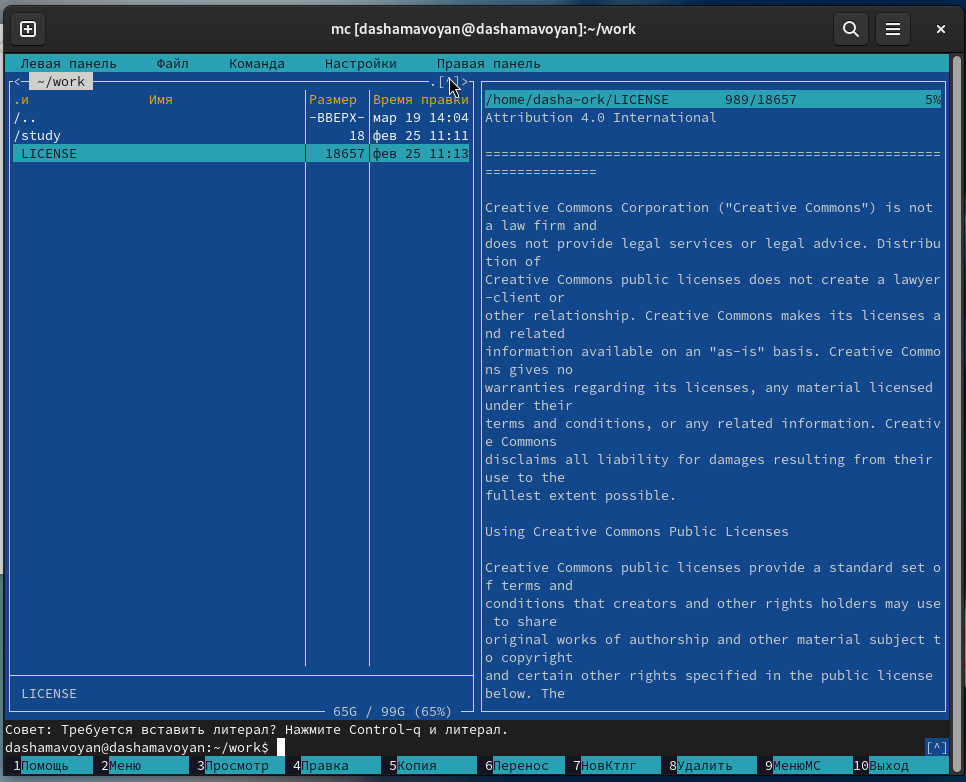 mc [dashamavoyan@dashamavoyan]:~/work
Левая панель Файл Команда Настройки Правая панель
<─ ~/work .[^]>
.и Имя Размер Время правки
/.. -ВВЕРХ- мар 19 14:04
/study 18 фев 25 11:11
LICENSE 18657 фев 25 11:13
LICENSE
65G / 99G (65%)
/home/dasha~ork/LICENSE 989/18657 5%
Attribution 4.0 International
=========================================================
==============
Creative Commons Corporation ("Creative Commons") is not
a law firm and
does not provide legal services or legal advice. Distribu
tion of
Creative Commons public licenses does not create a lawyer
-client or
other relationship. Creative Commons makes its licenses a
nd related
information available on an "as-is" basis. Creative Commo
ns gives no
warranties regarding its licenses, any material licensed
under their
terms and conditions, or any related information. Creativ
e Commons
disclaims all liability for damages resulting from their
use to the
fullest extent possible.
Using Creative Commons Public Licenses
Creative Commons public licenses provide a standard set o
f terms and
conditions that creators and other rights holders may use
to share
original works of authorship and other material subject t
o copyright
and certain other rights specified in the public license
below. The
Совет: Требуется вставить литерал? Нажмите Control-q и литерал.
dashamavoyan@dashamavoyan:~/work$ [^]
1Помощь 2Меню 3Просмотр 4Правка 5Копия 6Перенос 7НовКтлг 8Удалить 9МенюМС 10Выход